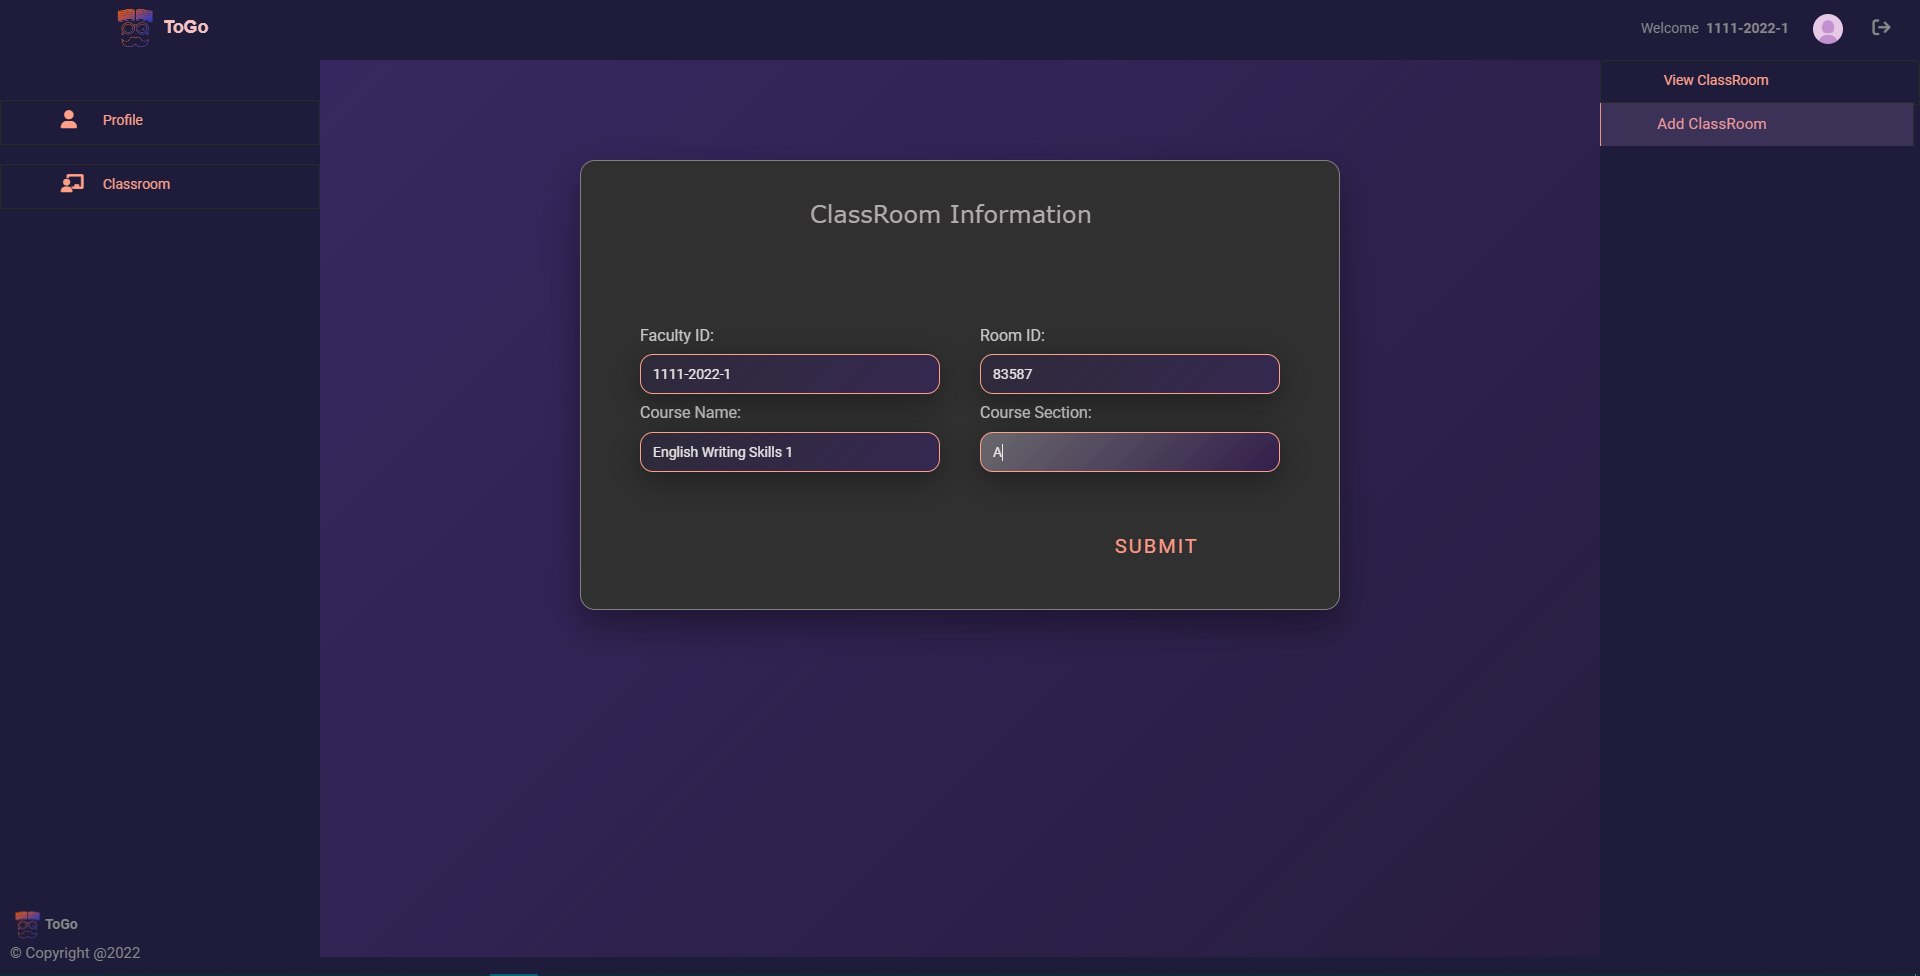 ToGo
Welcome 1111-2022-1
Profile
Classroom
View ClassRoom
Add ClassRoom
ClassRoom Information
Faculty ID:
Room ID:
1111-2022-1
83587
Course Name:
Course Section:
English Writing Skills 1
A
SUBMIT
ToGo
© Copyright @2022